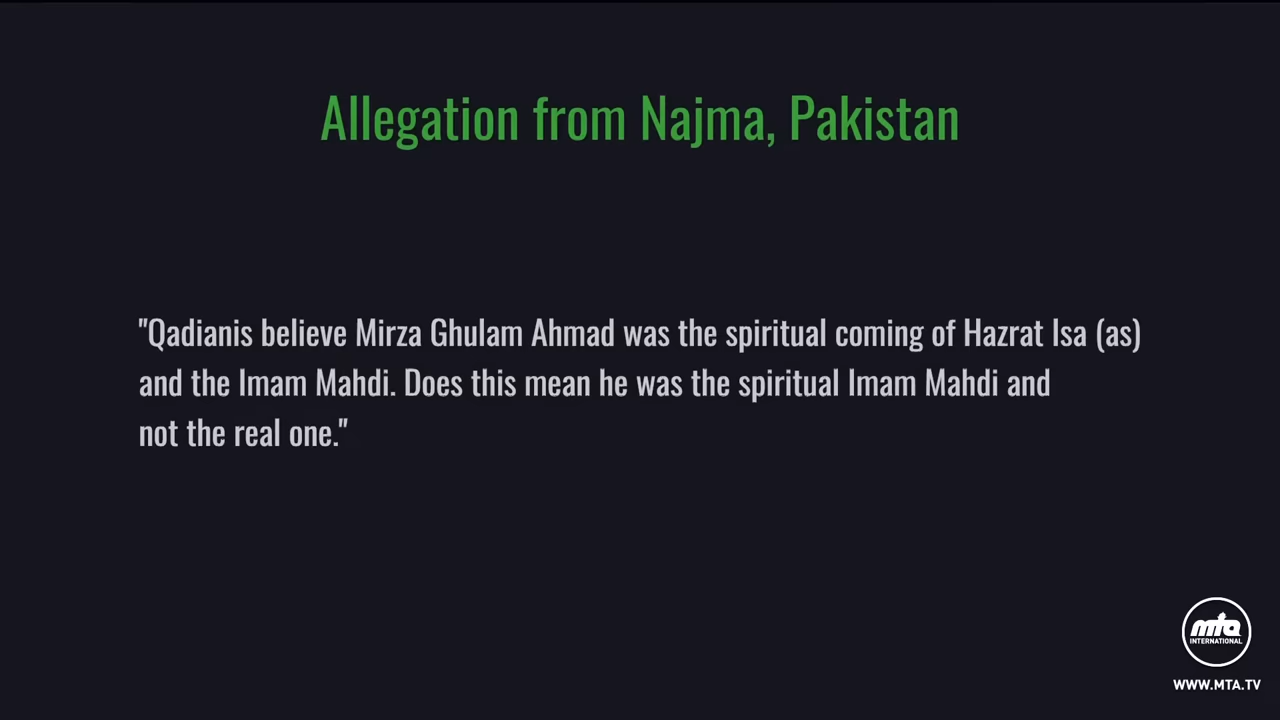 Allegation from Najma, Pakistan
"Qadianis believe Mirza Ghulam Ahmad was the spiritual coming of Hazrat Isa (as)
and the Imam Mahdi. Does this mean he was the spiritual Imam Mahdi and
not the real one."
mta
INTERNATIONAL
WWW.MTA.TV